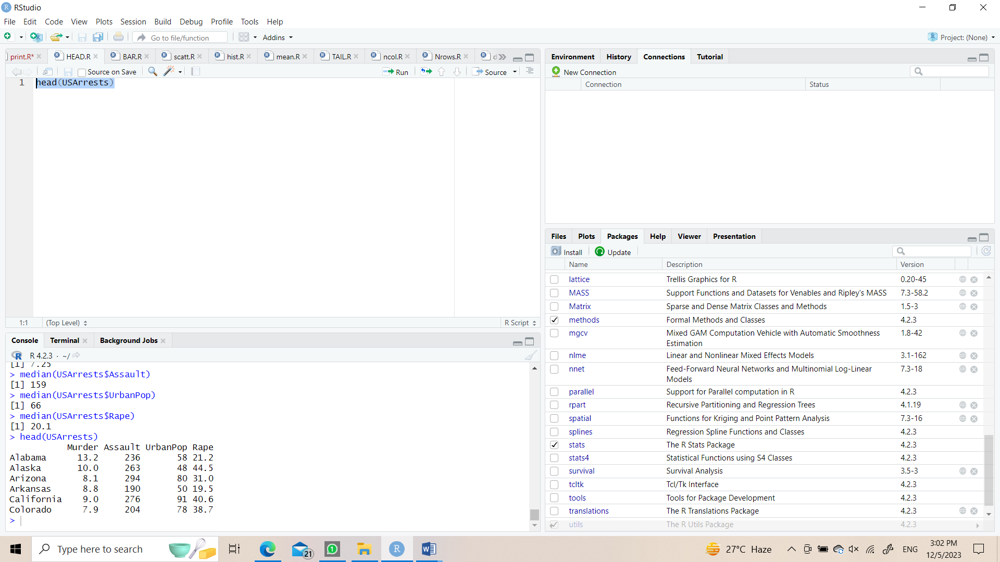 RStudio
File Edit Code View Plots Session Build Debug Profile Tools Help
Go to file/function Addins Project: (None)
print.R* HEAD.R BAR.R scatt.R hist.R mean.R TAIL.R ncol.R Nrows.R
Source on Save Run Source
1 head(USArrests)
1:1 (Top Level) R Script
Console Terminal Background Jobs
R 4.2.3 · ~/
[1] 7.25
> median(USArrests$Assault)
[1] 159
> median(USArrests$UrbanPop)
[1] 66
> median(USArrests$Rape)
[1] 20.1
> head(USArrests)
Murder Assault UrbanPop Rape
Alabama 13.2 236 58 21.2
Alaska 10.0 263 48 44.5
Arizona 8.1 294 80 31.0
Arkansas 8.8 190 50 19.5
California 9.0 276 91 40.6
Colorado 7.9 204 78 38.7
>
Environment History Connections Tutorial
New Connection
Connection Status
Files Plots Packages Help Viewer Presentation
Install Update
Name Description Version
lattice Trellis Graphics for R 0.20-45
MASS Support Functions and Datasets for Venables and Ripley's MASS 7.3-58.2
Matrix Sparse and Dense Matrix Classes and Methods 1.5-3
methods Formal Methods and Classes 4.2.3
mgcv Mixed GAM Computation Vehicle with Automatic Smoothness 1.8-42
Estimation
nlme Linear and Nonlinear Mixed Effects Models 3.1-162
nnet Feed-Forward Neural Networks and Multinomial Log-Linear 7.3-18
Models
parallel Support for Parallel computation in R 4.2.3
rpart Recursive Partitioning and Regression Trees 4.1.19
spatial Functions for Kriging and Point Pattern Analysis 7.3-16
splines Regression Spline Functions and Classes 4.2.3
stats The R Stats Package 4.2.3
stats4 Statistical Functions using S4 Classes 4.2.3
survival Survival Analysis 3.5-3
tcltk Tcl/Tk Interface 4.2.3
tools Tools for Package Development 4.2.3
translations The R Translations Package 4.2.3
utils The R Utils Package 4.2.3
Type here to search 21 1 27°C Haze ENG 3:02 PM
12/5/2023